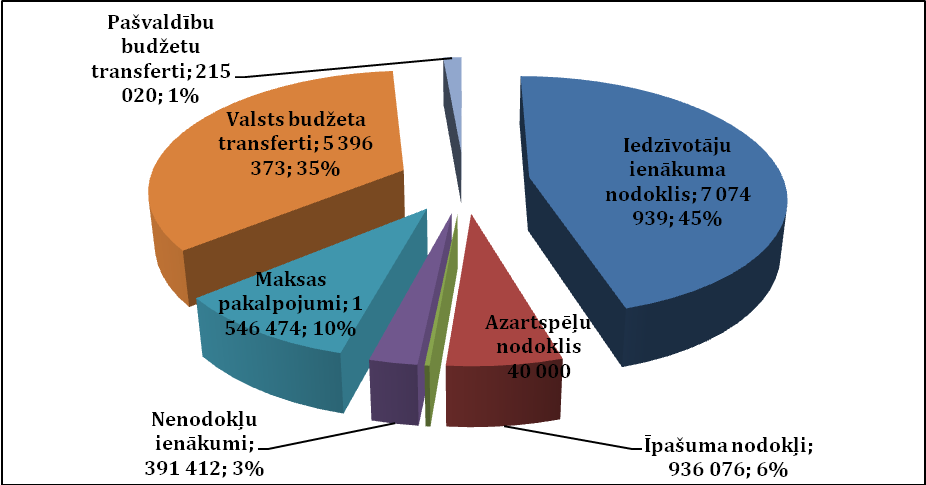 Pašvaldību
budžetu
transferti; 215
020; 1%
Valsts budžeta
transferti; 5 396
373; 35%
Iedzīvotāju
ienākuma
nodoklis; 7 074
939; 45%
Maksas
pakalpojumi; 1
546 474; 10%
Azartspēļu
nodoklis
40 000
Nenodokļu
ienākumi;
391 412; 3%
Īpašuma nodokļi;
936 076; 6%